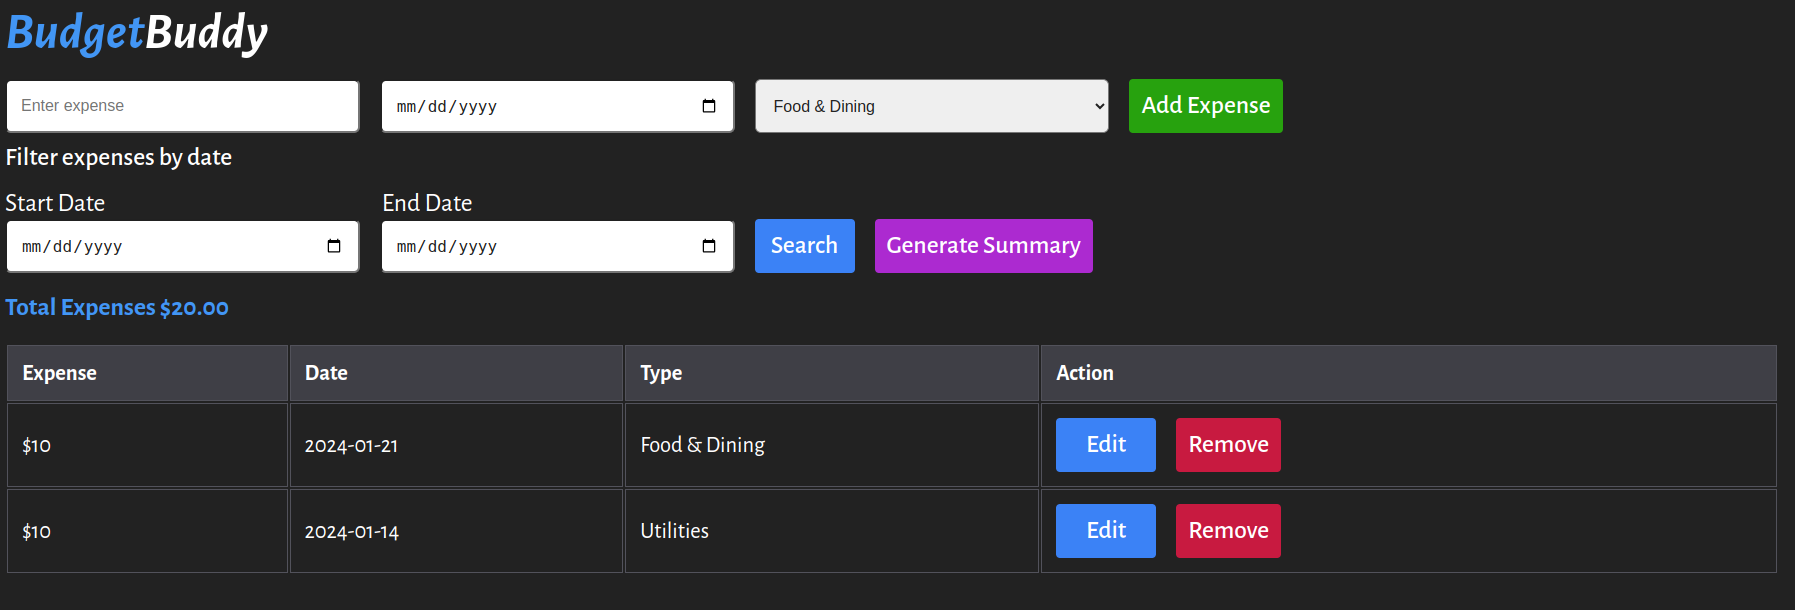 BudgetBuddy
Enter expense mm/dd/yyyy Food & Dining Add Expense
Filter expenses by date
Start Date End Date
mm/dd/yyyy mm/dd/yyyy Search Generate Summary
Total Expenses $20.00
Expense Date Type Action
$10 2024-01-21 Food & Dining Edit Remove
$10 2024-01-14 Utilities Edit Remove